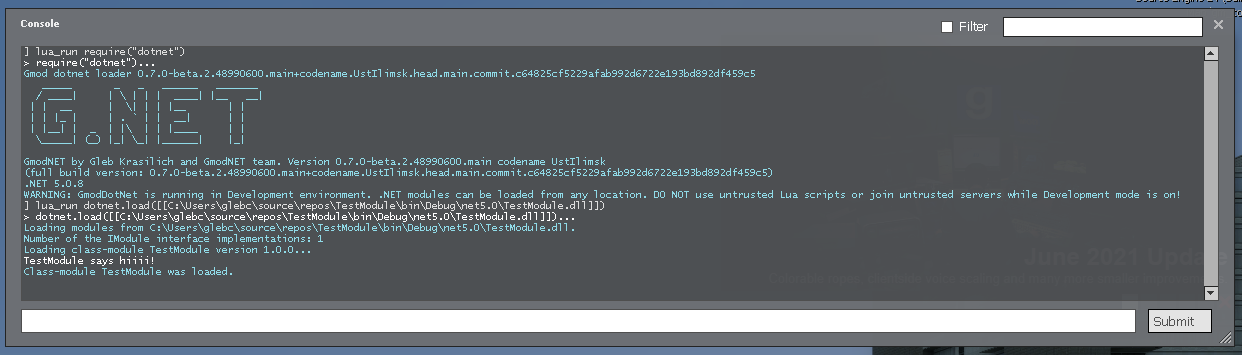 Console
Filter
] lua_run require("dotnet")
> require("dotnet")...
Gmod dotnet loader 0.7.0-beta.2.48990600.main+codename.UstIlimsk.head.main.commit.c64825cf5229afab992d6722e193bd892df459c5
G.NET
GmodNET by Gleb Krasilich and GmodNET team. Version 0.7.0-beta.2.48990600.main codename UstIlimsk
(full build version: 0.7.0-beta.2.48990600.main+codename.UstIlimsk.head.main.commit.c64825cf5229afab992d6722e193bd892df459c5)
.NET 5.0.8
WARNING: GmodDotNet is running in Development environment. .NET modules can be loaded from any location. DO NOT use untrusted Lua scripts or join untrusted servers while Development mode is on!
] lua_run dotnet.load([[C:\Users\glebc\source\repos\TestModule\bin\Debug\net5.0\TestModule.dll]])
> dotnet.load([[C:\Users\glebc\source\repos\TestModule\bin\Debug\net5.0\TestModule.dll]])...
Loading modules from C:\Users\glebc\source\repos\TestModule\bin\Debug\net5.0\TestModule.dll.
Number of the IModule interface implementations: 1
Loading class-module TestModule version 1.0.0...
TestModule says hiiii!
Class-module TestModule was loaded.
June 2021 Update
Submit